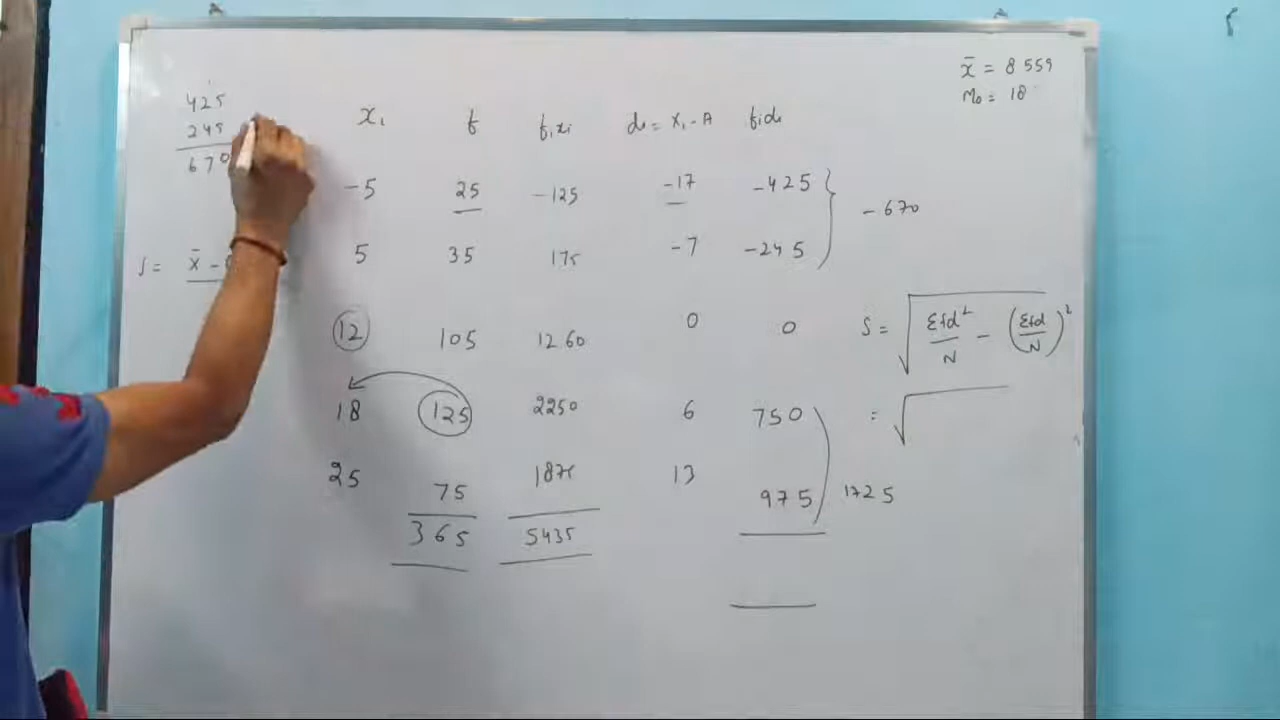 x̄ = 8 559
Mo = 18
425
245
670
xi f fixi di = xi - A fidi
-5 25 -125 -17 -425
- 670
5 35 175 -7 -245
S = x̄ -
12 105 1260 0 0
S = √(Σfd²/N - (Σfd/N)²)
18 125 2250 6 750
= √
25 75 1875 13 975 1725
365 5435